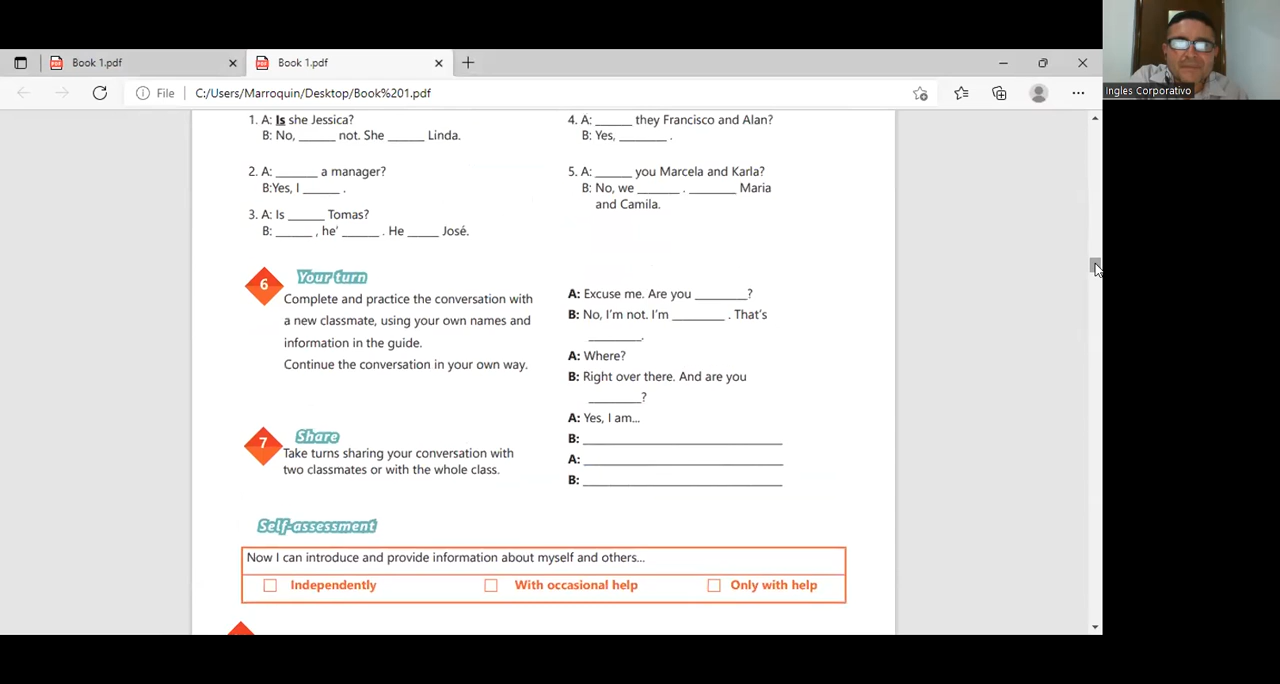 Book 1.pdf
Book 1.pdf
File
C:/Users/Marroquin/Desktop/Book%201.pdf
Ingles Corporativo
1. A: Is she Jessica?
B: No, ______ not. She ______ Linda.
2. A: _______ a manager?
B:Yes, I ______ .
3. A: Is ______ Tomas?
B: ______ , he' ______ . He _____ José.
4. A: ______ they Francisco and Alan?
B: Yes, ________ .
5. A: ______ you Marcela and Karla?
B: No, we _______ . ________ Maria
and Camila.
6 Your turn
Complete and practice the conversation with
a new classmate, using your own names and
information in the guide.
Continue the conversation in your own way.
A: Excuse me. Are you ________?
B: No, I'm not. I'm ________ . That's
________.
A: Where?
B: Right over there. And are you
________?
A: Yes, I am...
B: ______________________________
A: ______________________________
B: ______________________________
7 Share
Take turns sharing your conversation with
two classmates or with the whole class.
Self-assessment
Now I can introduce and provide information about myself and others...
Independently
With occasional help
Only with help